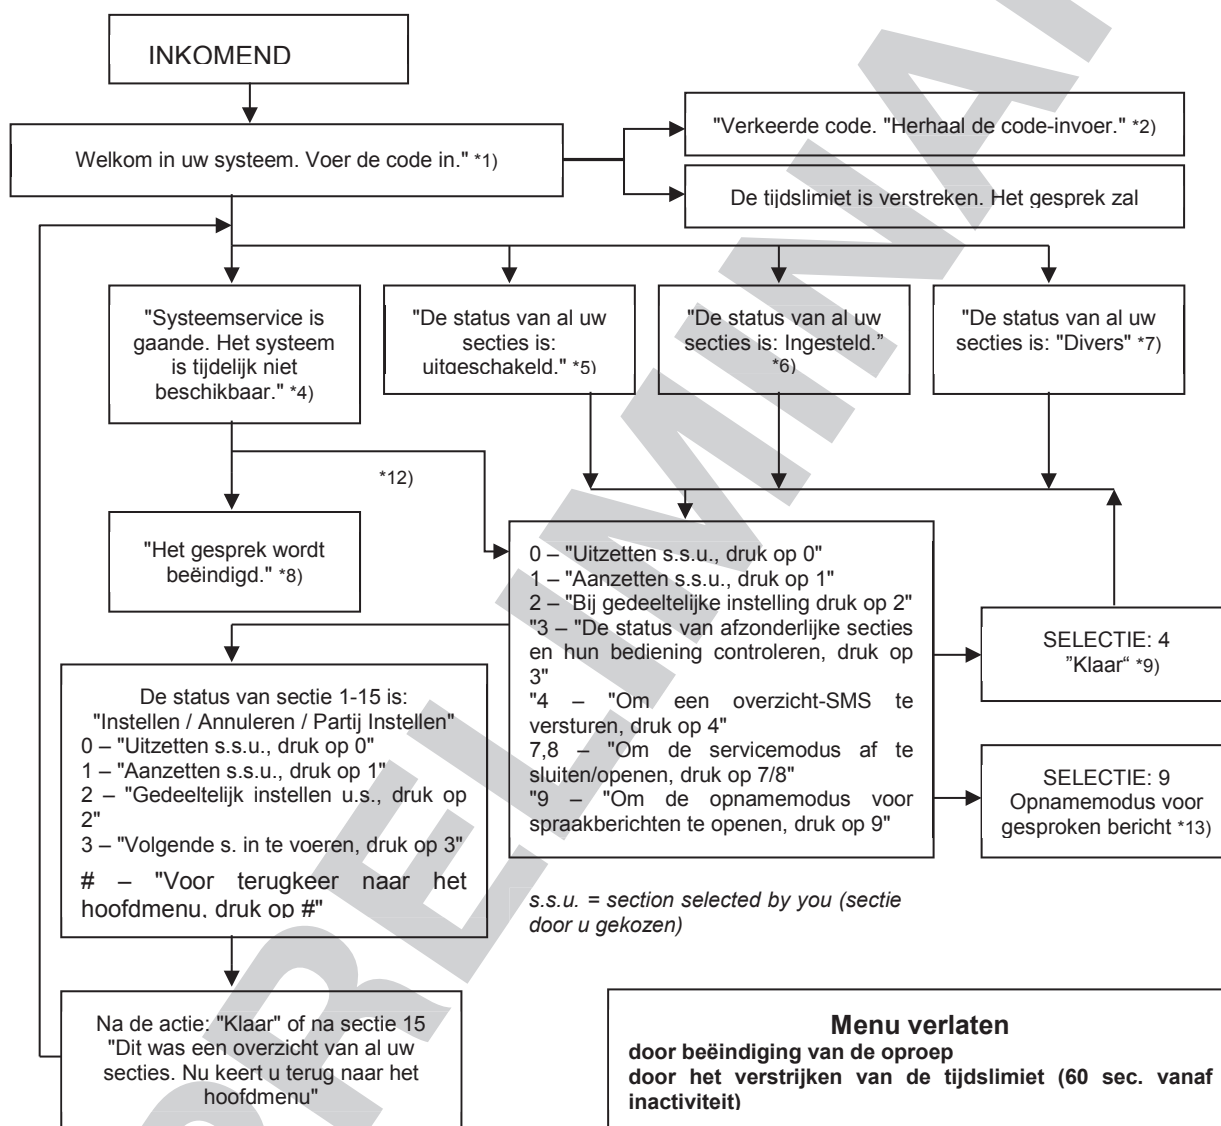 INKOMEND
Welkom in uw systeem. Voer de code in." *1)
"Verkeerde code. "Herhaal de code-invoer." *2)
De tijdslimiet is verstreken. Het gesprek zal
"Systeemservice is
gaande. Het systeem
is tijdelijk niet
beschikbaar." *4)
"De status van al uw
secties is:
uitgeschakeld." *5)
"De status van al uw
secties is: Ingesteld.”
*6)
"De status van al uw
secties is: "Divers" *7)
*12)
"Het gesprek wordt
beëindigd." *8)
0 – "Uitzetten s.s.u., druk op 0"
1 – "Aanzetten s.s.u., druk op 1"
2 – "Bij gedeeltelijke instelling druk op 2"
"3 – "De status van afzonderlijke secties
en hun bediening controleren, druk op
3"
"4 – "Om een overzicht-SMS te
versturen, druk op 4"
7,8 – "Om de servicemodus af te
sluiten/openen, druk op 7/8"
"9 – "Om de opnamemodus voor
spraakberichten te openen, druk op 9"
SELECTIE: 4
”Klaar“ *9)
SELECTIE: 9
Opnamemodus voor
gesproken bericht *13)
De status van sectie 1-15 is:
"Instellen / Annuleren / Partij Instellen"
0 – "Uitzetten s.s.u., druk op 0"
1 – "Aanzetten s.s.u., druk op 1"
2 – "Gedeeltelijk instellen u.s., druk op
2"
3 – "Volgende s. in te voeren, druk op 3"
# – "Voor terugkeer naar het
hoofdmenu, druk op #"
s.s.u. = section selected by you (sectie
door u gekozen)
Na de actie: "Klaar" of na sectie 15
"Dit was een overzicht van al uw
secties. Nu keert u terug naar het
hoofdmenu"
Menu verlaten
door beëindiging van de oproep
door het verstrijken van de tijdslimiet (60 sec. vanaf
inactiviteit)